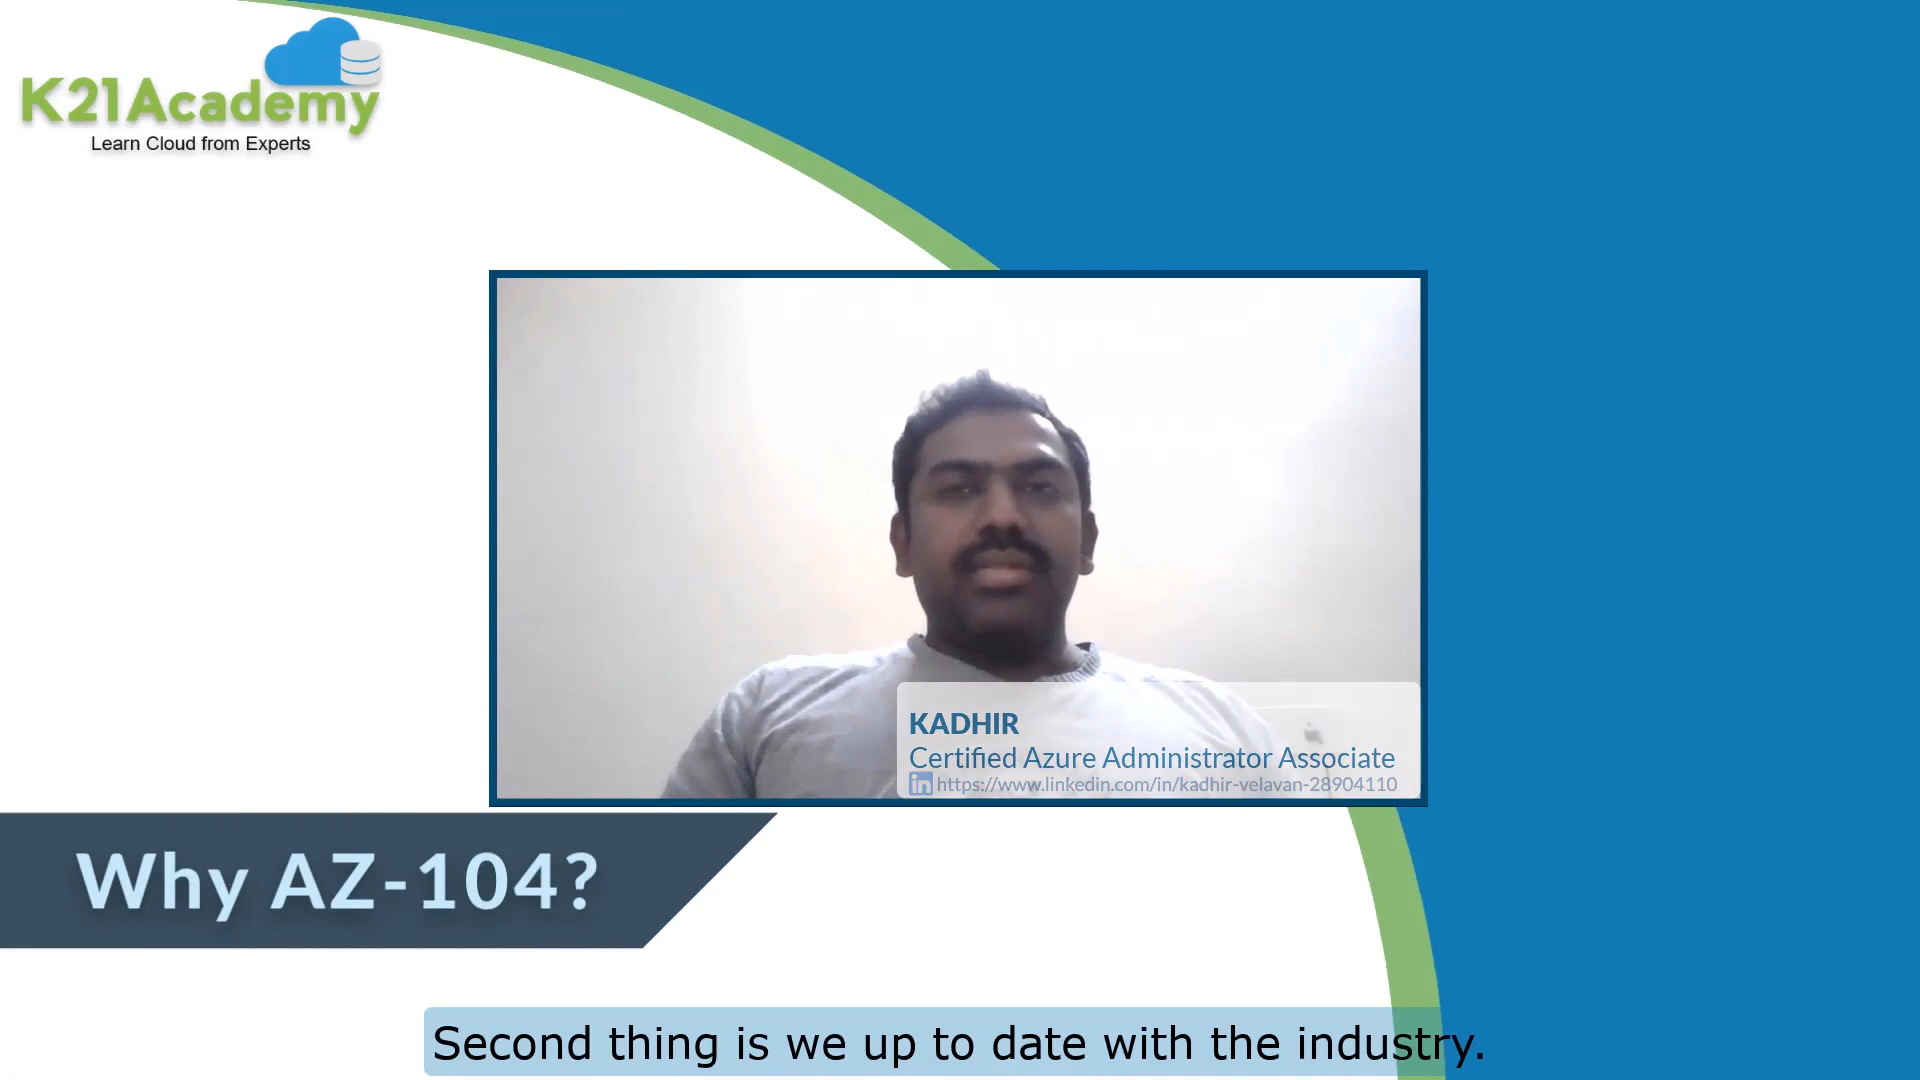 K21Academy
Learn Cloud from Experts
KADHIR
Certified Azure Administrator Associate
in https://www.linkedin.com/in/kadhir-velavan-28904110
Why AZ-104?
Second thing is we up to date with the industry.